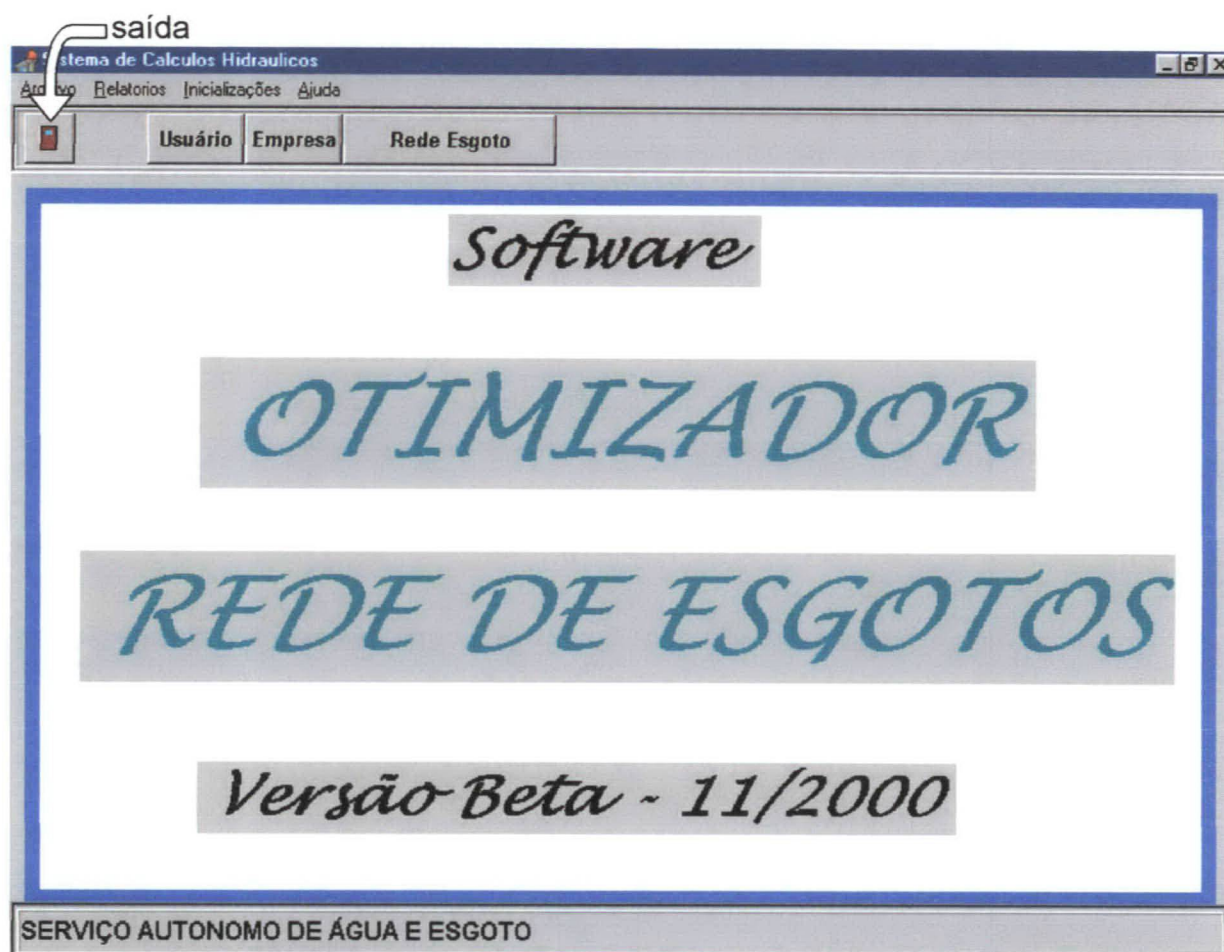 saída
Sistema de Calculos Hidraulicos
Arquivo Relatorios Inicializações Ajuda
Usuário Empresa Rede Esgoto
Software
OTIMIZADOR
REDE DE ESGOTOS
Versão Beta - 11/2000
SERVIÇO AUTONOMO DE ÁGUA E ESGOTO